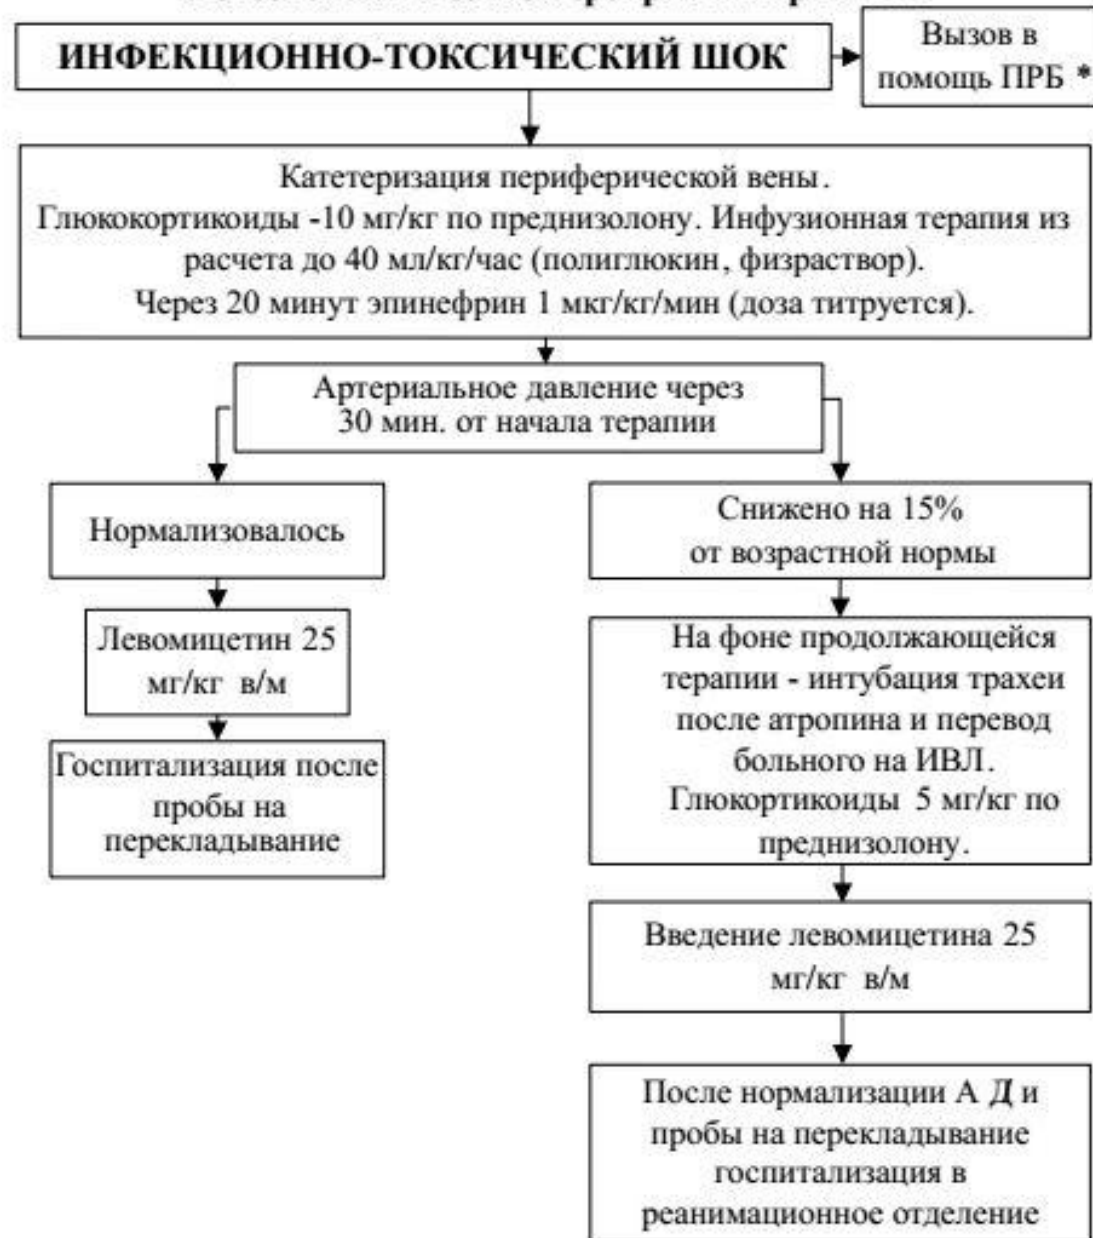 ИНФЕКЦИОННО-ТОКСИЧЕСКИЙ ШОК
Вызов в
помощь ПРБ *
Катетеризация периферической вены.
Глюкокортикоиды -10 мг/кг по преднизолону. Инфузионная терапия из
расчета до 40 мл/кг/час (полиглюкин, физраствор).
Через 20 минут эпинефрин 1 мкг/кг/мин (доза титруется).
Артериальное давление через
30 мин. от начала терапии
Нормализовалось
Левомицетин 25
мг/кг в/м
Госпитализация после
пробы на
перекладывание
Снижено на 15%
от возрастной нормы
На фоне продолжающейся
терапии - интубация трахеи
после атропина и перевод
больного на ИВЛ.
Глюкортикоиды 5 мг/кг по
преднизолону.
Введение левомицетина 25
мг/кг в/м
После нормализации А Д и
пробы на перекладывание
госпитализация в
реанимационное отделение